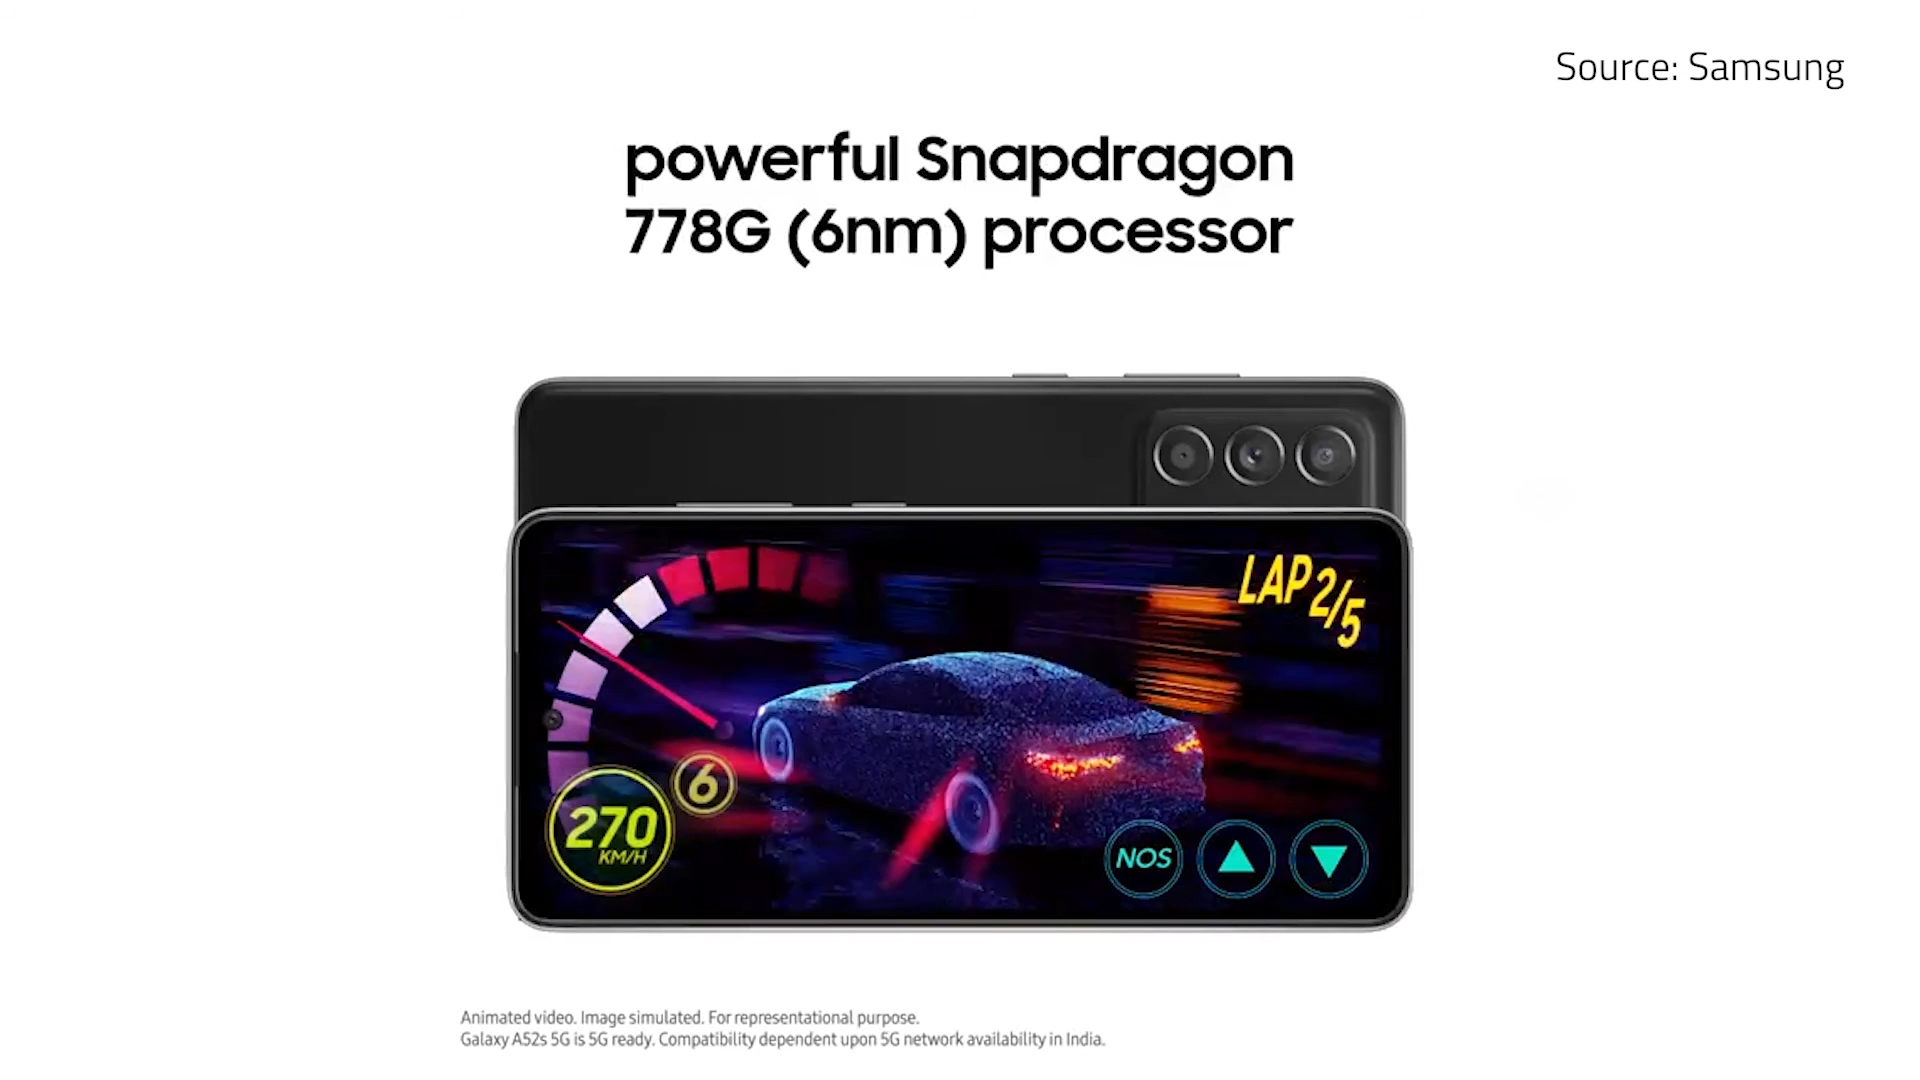 Source: Samsung
powerful Snapdragon
778G (6nm) processor
LAP 2/5
6
270
KM/H
NOS
Animated video. Image simulated. For representational purpose.
Galaxy A52s 5G is 5G ready. Compatibility dependent upon 5G network availability in India.